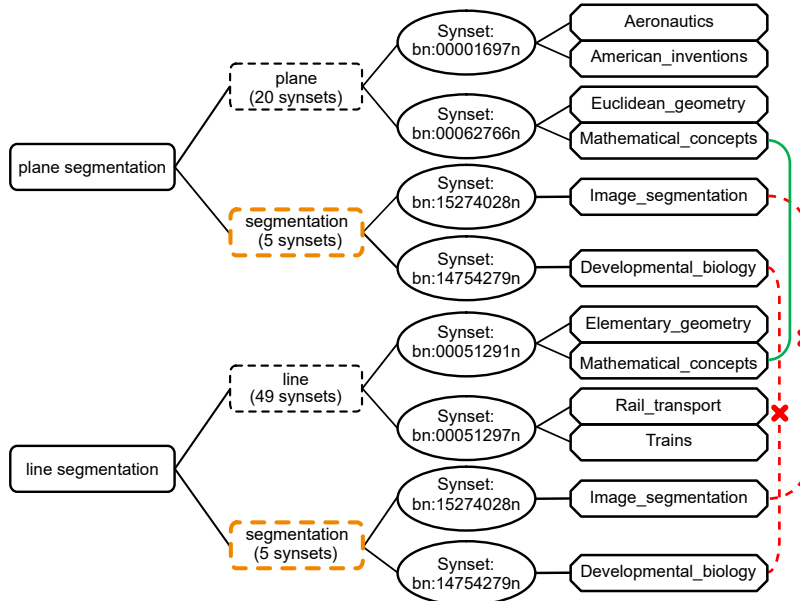 Synset:
bn:00001697n
Aeronautics
American_inventions
plane
(20 synsets)
Synset:
bn:00062766n
Euclidean_geometry
Mathematical_concepts
plane segmentation
segmentation
(5 synsets)
Synset:
bn:15274028n
Image_segmentation
Synset:
bn:14754279n
Developmental_biology
Synset:
bn:00051291n
Elementary_geometry
Mathematical_concepts
line
(49 synsets)
Synset:
bn:00051297n
Rail_transport
Trains
line segmentation
Synset:
bn:15274028n
Image_segmentation
segmentation
(5 synsets)
Synset:
bn:14754279n
Developmental_biology